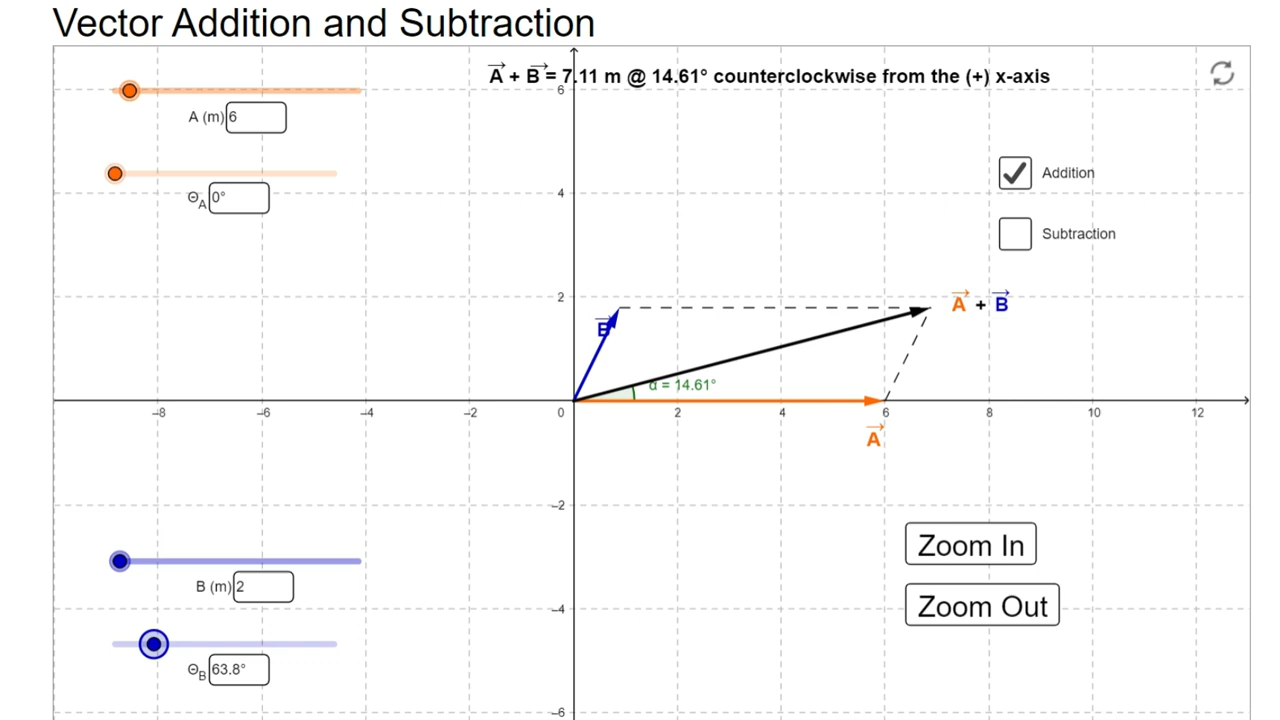 Vector Addition and Subtraction
A + B = 7.11 m @ 14.61° counterclockwise from the (+) x-axis
6
A (m) 6
ΘA 0°
Addition
4
Subtraction
2
A + B
B
α = 14.61°
–8 –6 –4 –2 0 2 4 6 8 10 12
A
–2
Zoom In
B (m) 2
–4
Zoom Out
ΘB 63.8°
–6